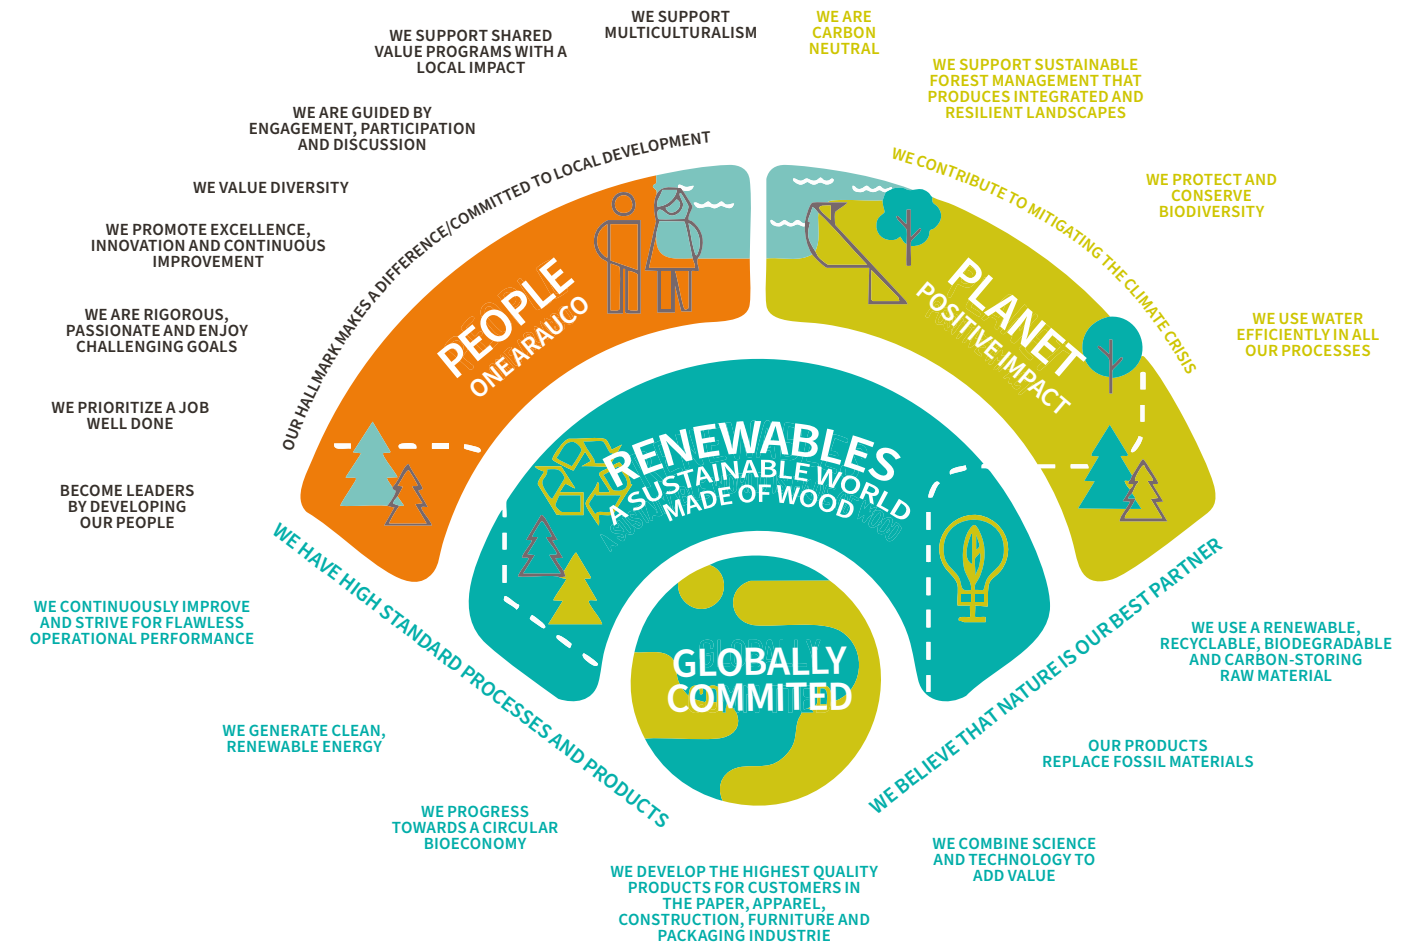 WE SUPPORT
MULTICULTURALISM
WE SUPPORT SHARED
VALUE PROGRAMS WITH A
LOCAL IMPACT
WE ARE GUIDED BY
ENGAGEMENT, PARTICIPATION
AND DISCUSSION
WE VALUE DIVERSITY
WE PROMOTE EXCELLENCE,
INNOVATION AND CONTINUOUS
IMPROVEMENT
WE ARE RIGOROUS,
PASSIONATE AND ENJOY
CHALLENGING GOALS
WE PRIORITIZE A JOB
WELL DONE
BECOME LEADERS
BY DEVELOPING
OUR PEOPLE
OUR HALLMARK MAKES A DIFFERENCE/COMMITTED TO LOCAL DEVELOPMENT
PEOPLE
ONE ARAUCO
WE ARE
CARBON
NEUTRAL
WE SUPPORT SUSTAINABLE
FOREST MANAGEMENT THAT
PRODUCES INTEGRATED AND
RESILIENT LANDSCAPES
WE PROTECT AND
CONSERVE
BIODIVERSITY
WE USE WATER
EFFICIENTLY IN ALL
OUR PROCESSES
WE CONTRIBUTE TO MITIGATING THE CLIMATE CRISIS
PLANET
POSITIVE IMPACT
RENEWABLES
A SUSTAINABLE WORLD
MADE OF WOOD
GLOBALLY
COMMITED
WE HAVE HIGH STANDARD PROCESSES AND PRODUCTS
WE BELIEVE THAT NATURE IS OUR BEST PARTNER
WE CONTINUOUSLY IMPROVE
AND STRIVE FOR FLAWLESS
OPERATIONAL PERFORMANCE
WE GENERATE CLEAN,
RENEWABLE ENERGY
WE PROGRESS
TOWARDS A CIRCULAR
BIOECONOMY
WE DEVELOP THE HIGHEST QUALITY
PRODUCTS FOR CUSTOMERS IN
THE PAPER, APPAREL,
CONSTRUCTION, FURNITURE AND
PACKAGING INDUSTRIE
WE COMBINE SCIENCE
AND TECHNOLOGY TO
ADD VALUE
OUR PRODUCTS
REPLACE FOSSIL MATERIALS
WE USE A RENEWABLE,
RECYCLABLE, BIODEGRADABLE
AND CARBON-STORING
RAW MATERIAL